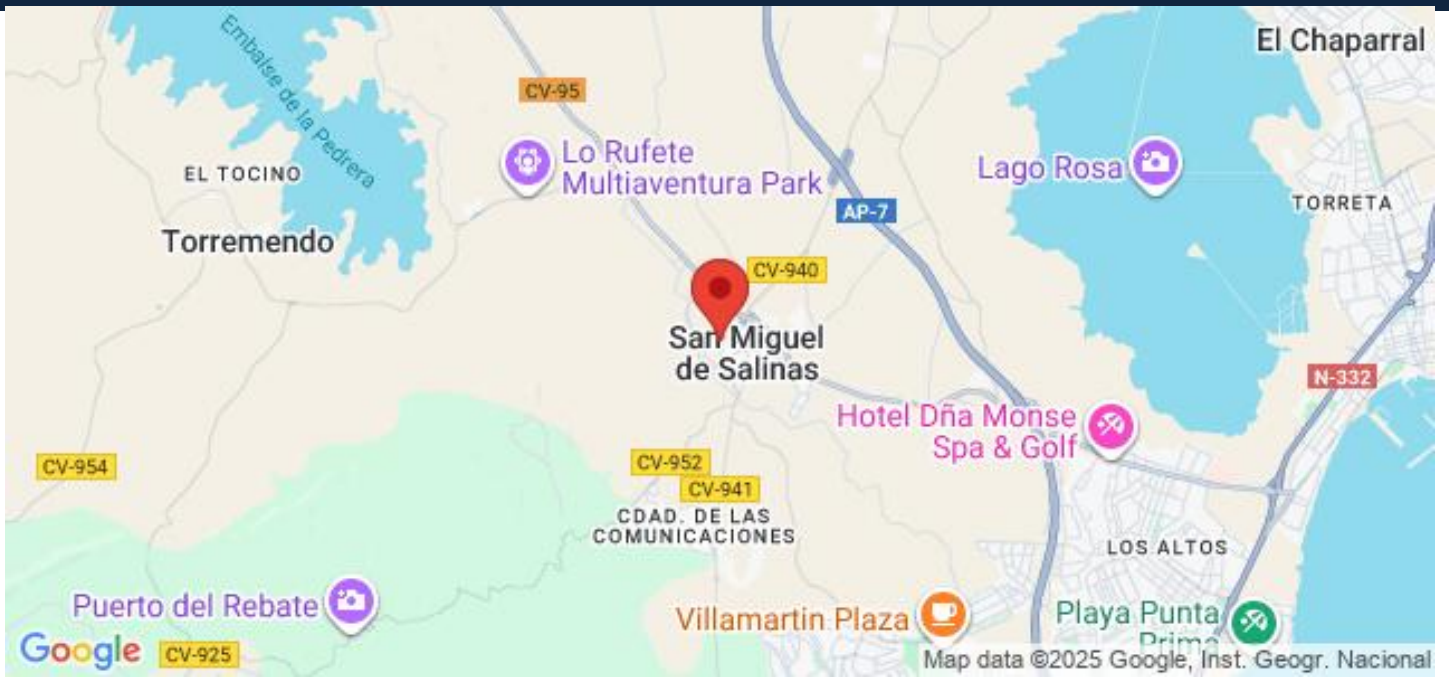 El Chaparral
Embalse de la Pedrera
CV-95
Lo Rufete
Multiaventura Park
EL TOCINO
Lago Rosa
TORRETA
AP-7
Torremendo
CV-940
San Miguel
de Salinas
N-332
Hotel Dña Monse
Spa & Golf
CV-954
CV-952
CV-941
CDAD. DE LAS
COMUNICACIONES
LOS ALTOS
Puerto del Rebate
Villamartin Plaza
Playa Punta
Prima
Google
CV-925
Map data ©2025 Google, Inst. Geogr. Nacional